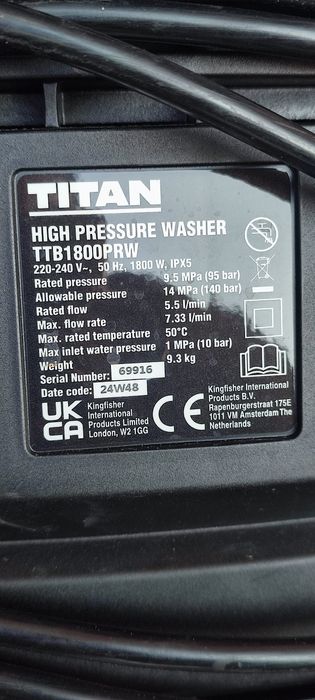 TITAN
HIGH PRESSURE WASHER
TTB1800PRW
220-240 V~, 50 Hz, 1800 W, IPX5
Rated pressure 9.5 MPa (95 bar)
Allowable pressure 14 MPa (140 bar)
Rated flow 5.5 l/min
Max. flow rate 7.33 l/min
Max. rated temperature 50°C
Max inlet water pressure 1 MPa (10 bar)
Weight 9.3 kg
Serial Number: 69916
Date code: 24W48
UK
CA
Kingfisher
International
Products Limited
London, W2 1GG
CE
Kingfisher International
Products B.V.
Rapenburgerstraat 175E
1011 VM Amsterdam The
Netherlands